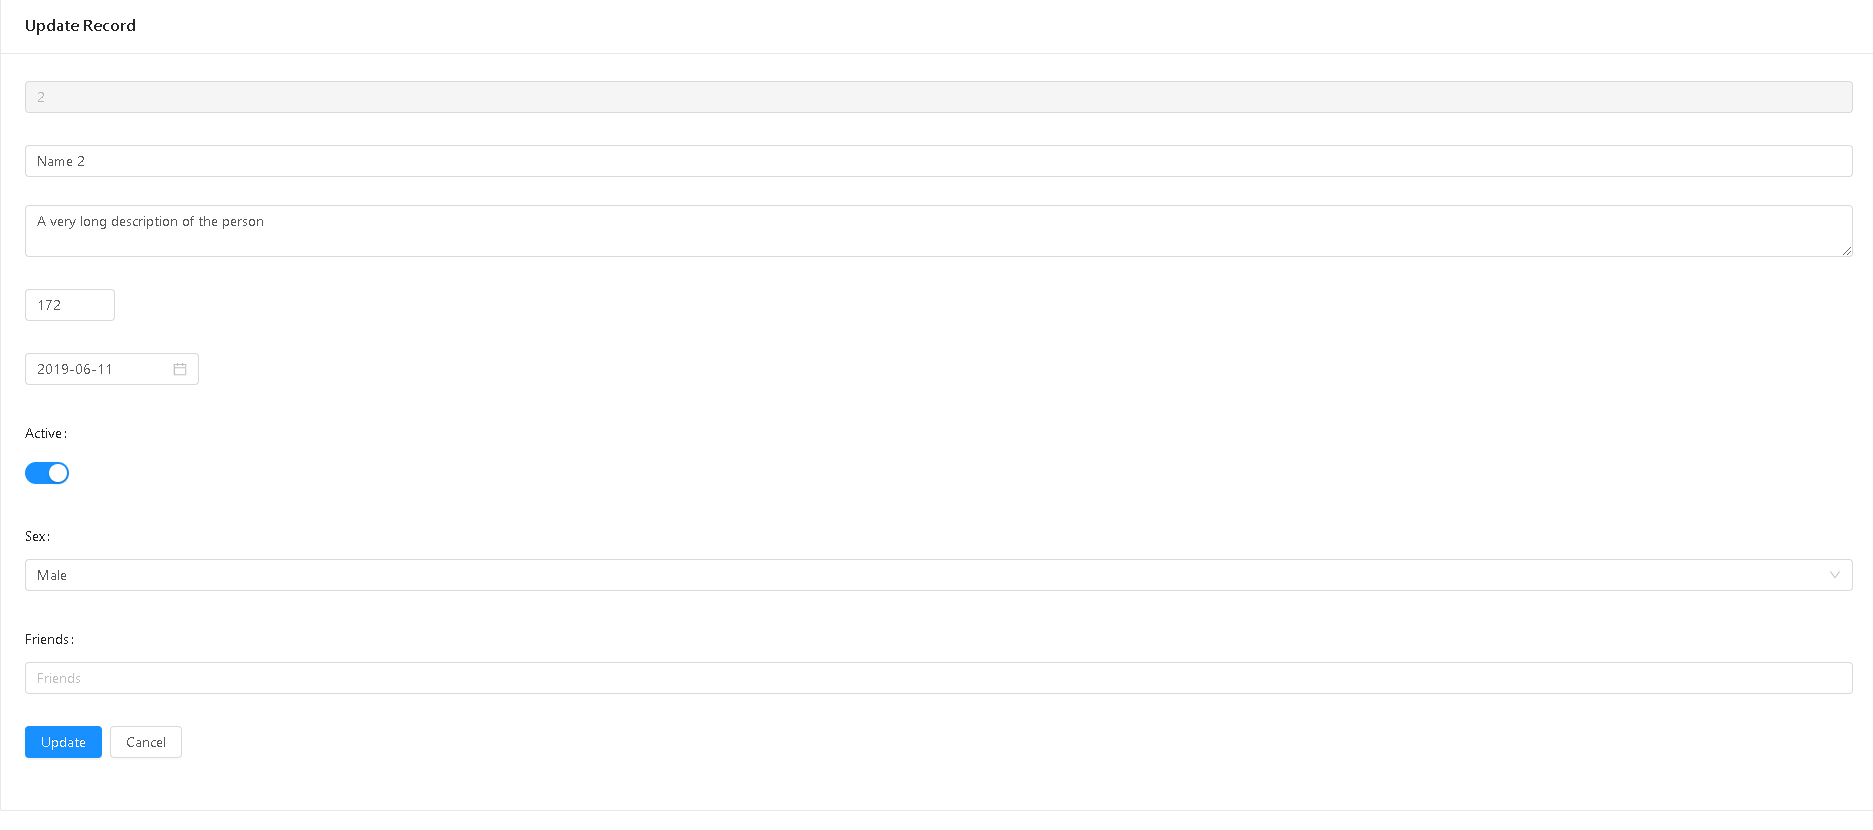 Update Record
2
Name 2
A very long description of the person
172
2019-06-11
Active:
Sex:
Male
Friends:
Friends
Update Cancel